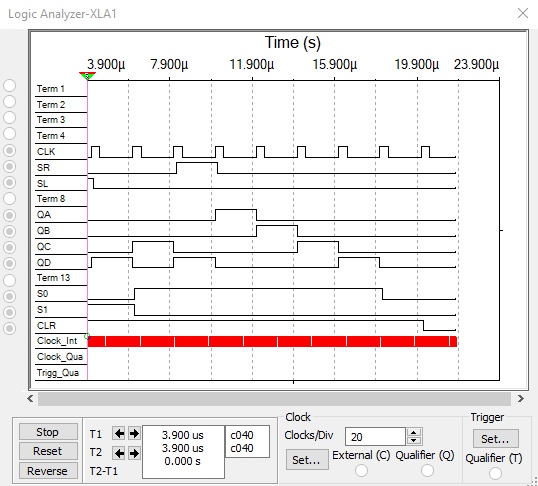 Logic Analyzer-XLA1
Time (s)
3.900µ 7.900µ 11.900µ 15.900µ 19.900µ 23.900µ
Term 1
Term 2
Term 3
Term 4
CLK
SR
SL
Term 8
QA
QB
QC
QD
Term 13
S0
S1
CLR
Clock_Int
Clock_Qua
Trigg_Qua
Stop
Reset
Reverse
T1
T2
T2-T1
3.900 us
3.900 us
0.000 s
c040
c040
Clock
Clocks/Div 20
Set... External (C) Qualifier (Q)
Trigger
Set...
Qualifier (T)